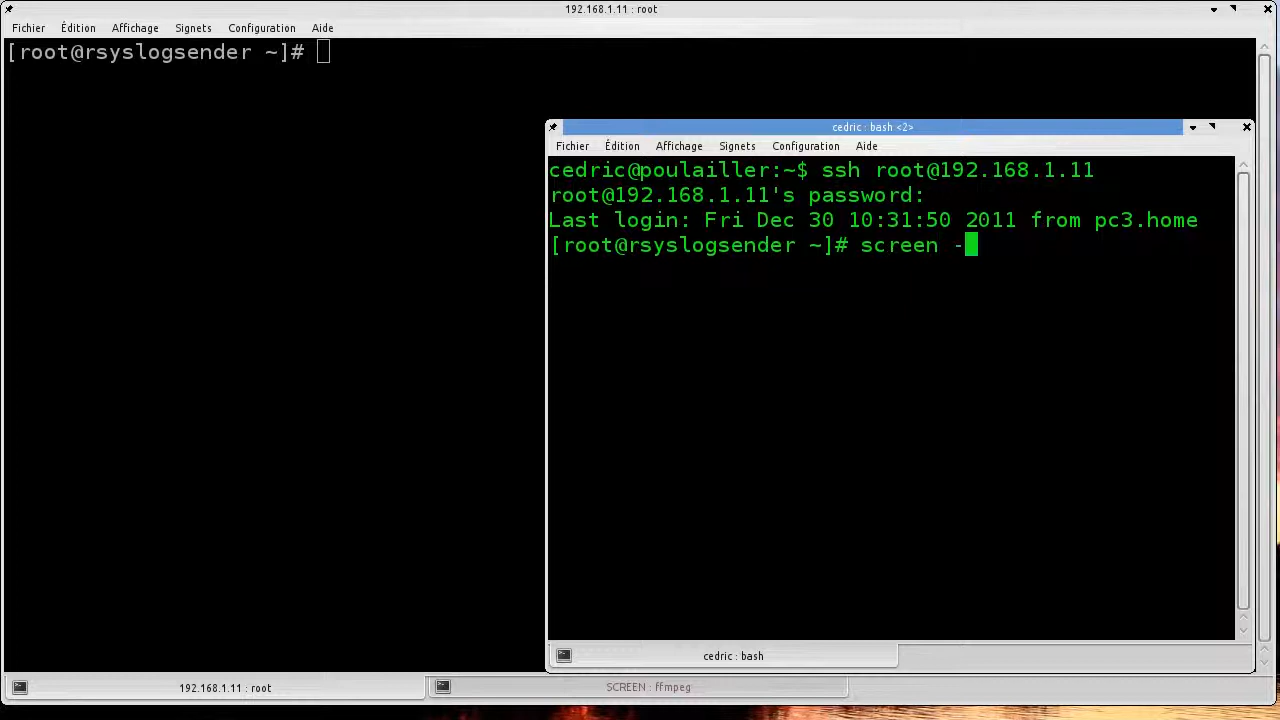 192.168.1.11 : root
Fichier Édition Affichage Signets Configuration Aide
[root@rsyslogsender ~]#
cedric : bash <2>
Fichier Édition Affichage Signets Configuration Aide
cedric@poulailler:~$ ssh root@192.168.1.11
root@192.168.1.11's password:
Last login: Fri Dec 30 10:31:50 2011 from pc3.home
[root@rsyslogsender ~]# screen -
cedric : bash
192.168.1.11 : root
SCREEN : ffmpeg